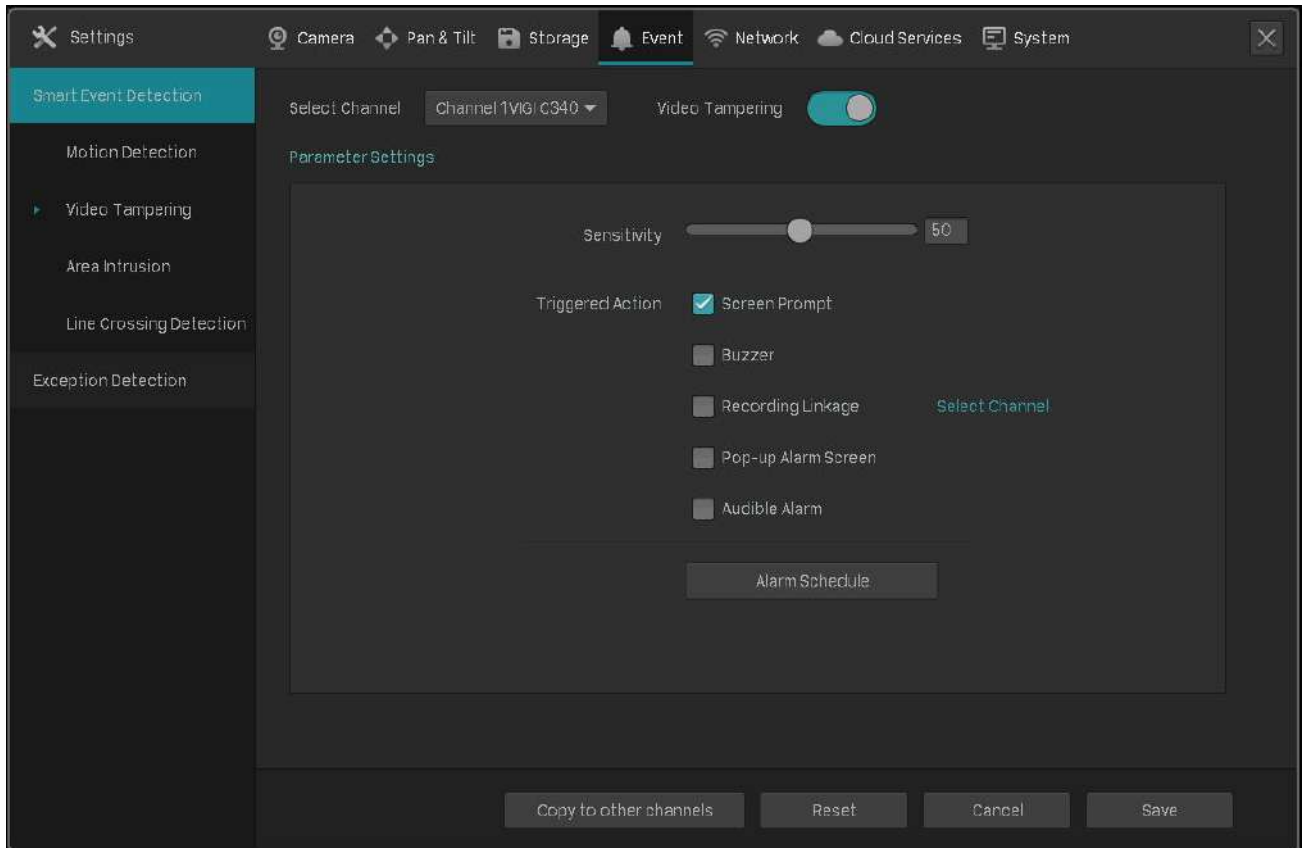 Settings Camera Pan & Tilt Storage Event Network Cloud Services System
Smart Event Detection
Motion Detection
Video Tampering
Area Intrusion
Line Crossing Detection
Exception Detection
Select Channel Channel 1VIGI C340 Video Tampering
Parameter Settings
Sensitivity 50
Triggered Action Screen Prompt
Buzzer
Recording Linkage Select Channel
Pop-up Alarm Screen
Audible Alarm
Alarm Schedule
Copy to other channels Reset Cancel Save